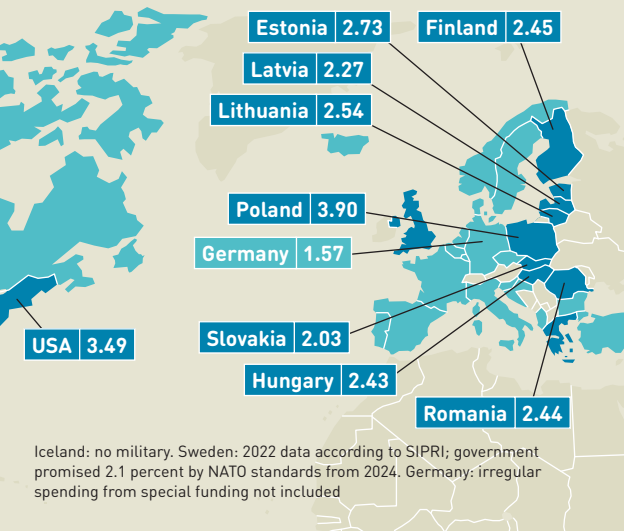 Estonia 2.73
Finland 2.45
Latvia 2.27
Lithuania 2.54
Poland 3.90
Germany 1.57
USA 3.49
Slovakia 2.03
Hungary 2.43
Romania 2.44
Iceland: no military. Sweden: 2022 data according to SIPRI; government
promised 2.1 percent by NATO standards from 2024. Germany: irregular
spending from special funding not included